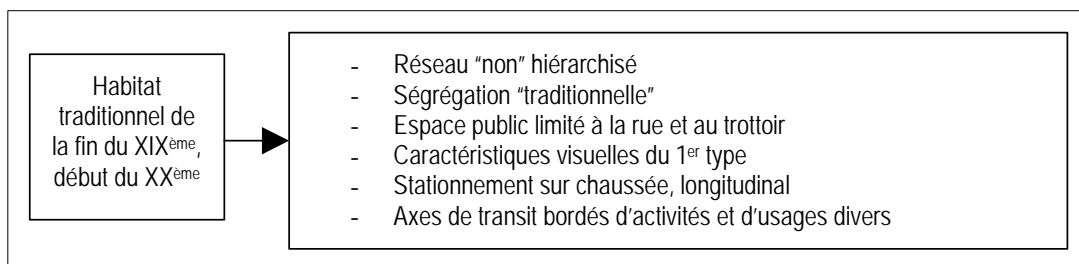 Habitat
traditionnel de
la fin du XIXème,
début du XXème
- Réseau “non” hiérarchisé
- Ségrégation “traditionnelle”
- Espace public limité à la rue et au trottoir
- Caractéristiques visuelles du 1er type
- Stationnement sur chaussée, longitudinal
- Axes de transit bordés d’activités et d’usages divers